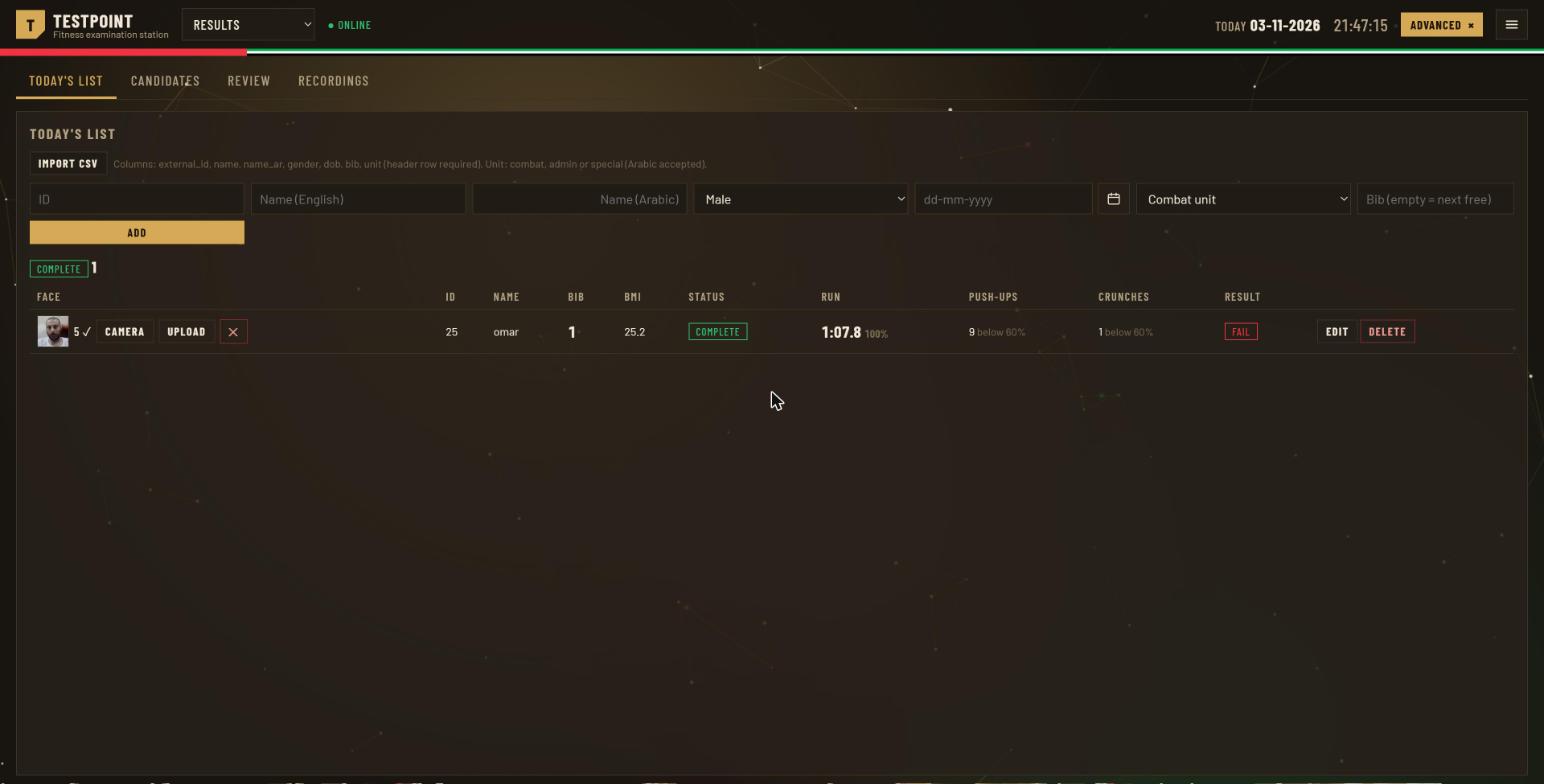 T TESTPOINT
Fitness examination station
RESULTS
ONLINE
TODAY 03-11-2026 21:47:15 ADVANCED ×
TODAY'S LIST CANDIDATES REVIEW RECORDINGS
TODAY'S LIST
IMPORT CSV Columns: external_id, name, name_ar, gender, dob, bib, unit (header row required). Unit: combat, admin or special (Arabic accepted).
ID Name (English) Name (Arabic) Male dd-mm-yyyy Combat unit Bib (empty = next free)
ADD
COMPLETE 1
FACE ID NAME BIB BMI STATUS RUN PUSH-UPS CRUNCHES RESULT
5 ✓ CAMERA UPLOAD × 25 omar 1 25.2 COMPLETE 1:07.8 100% 9 below 60% 1 below 60% FAIL EDIT DELETE